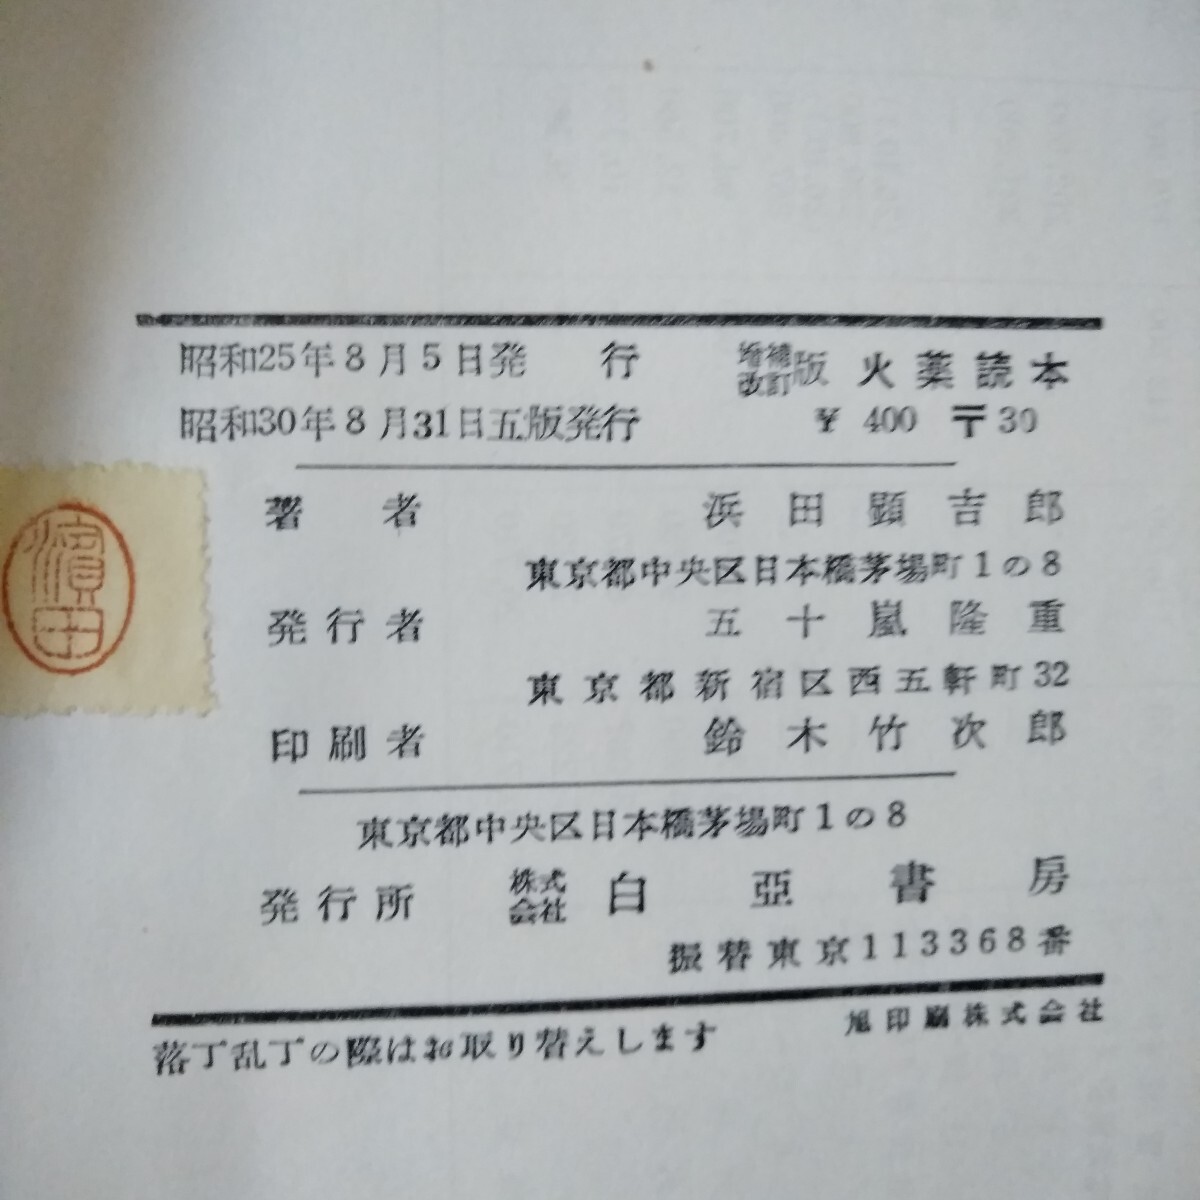 昭和25年8月5日発行
増補改訂版 火薬読本
昭和30年8月31日五版発行
¥ 400 〒30
著者 浜田顕吉郎
東京都中央区日本橋茅場町1の8
発行者 五十嵐隆重
東京都新宿区西五軒町32
印刷者 鈴木竹次郎
東京都中央区日本橋茅場町1の8
発行所 株式会社 白亜書房
振替東京113368番
落丁乱丁の際はお取り替えします
旭印刷株式会社
濱田